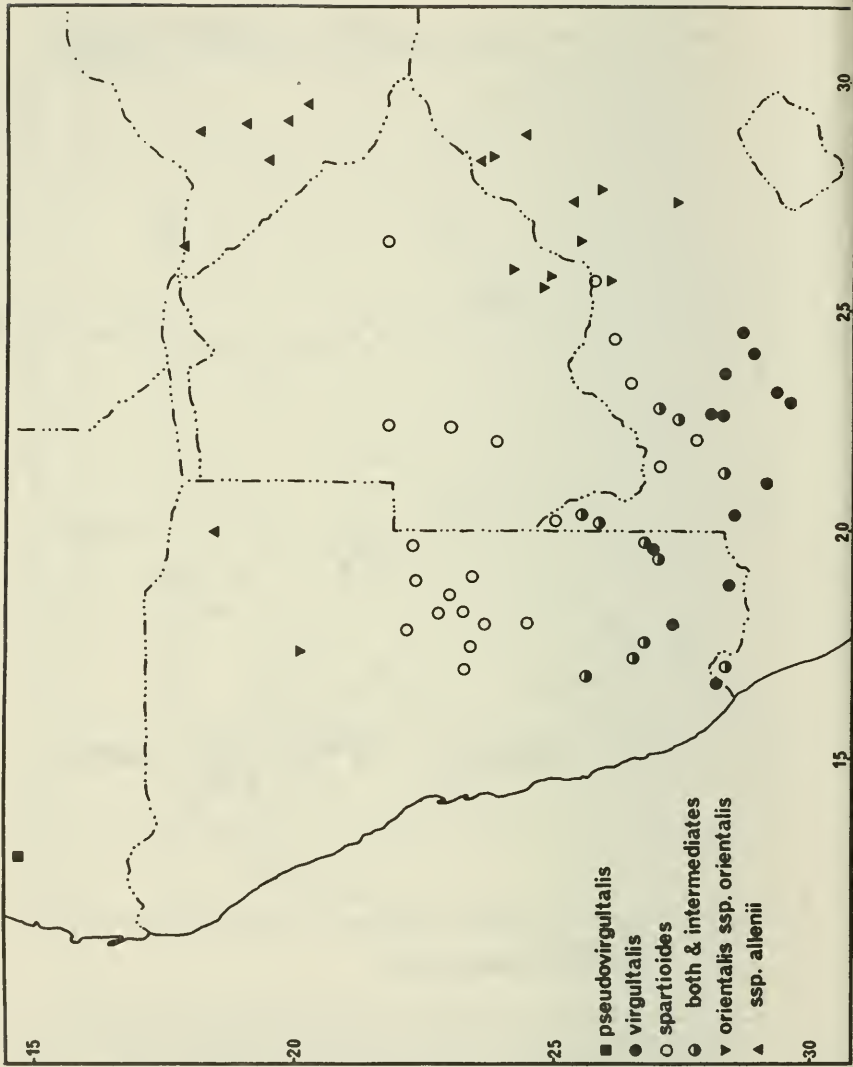 -15
-20
-25
-30
15
20
25
30
pseudovirgultalis
virgultalis
spartioides
both & intermediates
orientalis ssp. orientalis
ssp. allenii